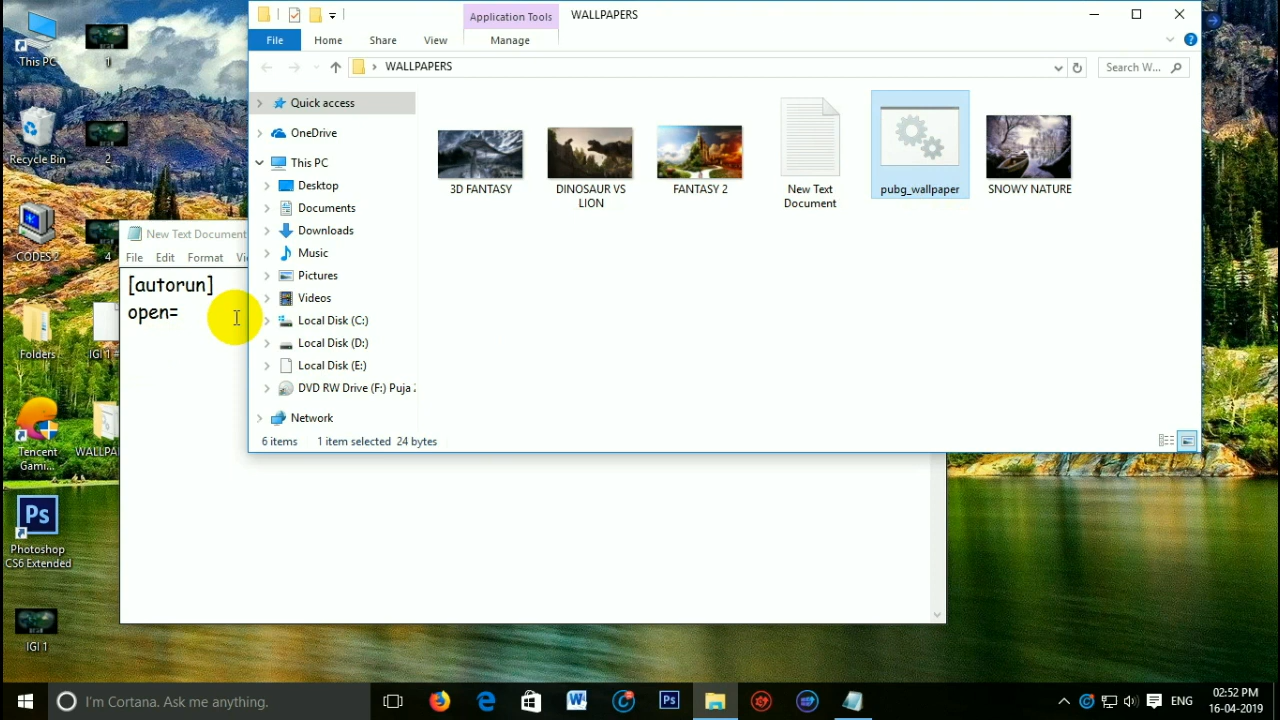 This PC
1
Recycle Bin
2
CODES 2
4
Folders
IGI 1
Tencent
Gami...
WALLPA
Photoshop
CS6 Extended
IGI 1
Application Tools
WALLPAPERS
File
Home
Share
View
Manage
WALLPAPERS
Search W...
Quick access
OneDrive
This PC
Desktop
Documents
Downloads
Music
Pictures
Videos
Local Disk (C:)
Local Disk (D:)
Local Disk (E:)
DVD RW Drive (F:) Puja
Network
3D FANTASY
DINOSAUR VS
LION
FANTASY 2
New Text
Document
pubg_wallpaper
SNOWY NATURE
6 items
1 item selected
24 bytes
New Text Document
File
Edit
Format
[autorun]
open=
Ps
I'm Cortana. Ask me anything.
Ps
ENG
02:52 PM
16-04-2019